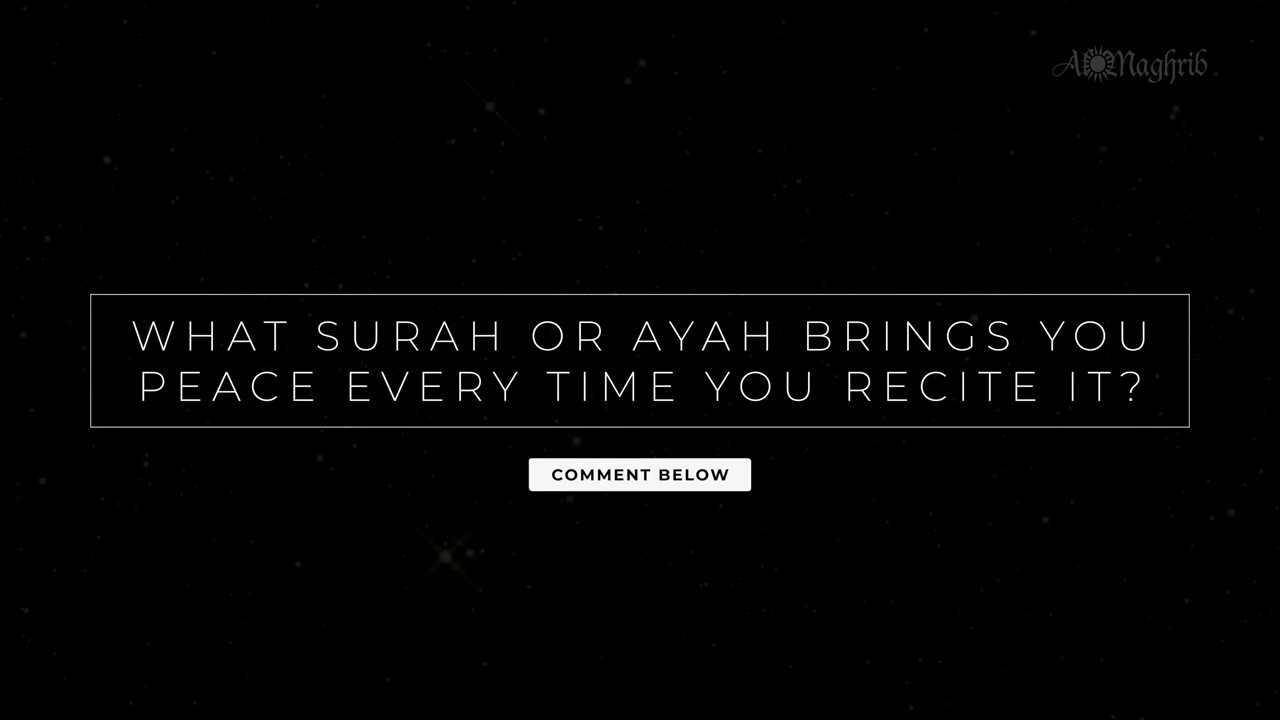 AlMaghrib
WHAT SURAH OR AYAH BRINGS YOU
PEACE EVERY TIME YOU RECITE IT?
COMMENT BELOW